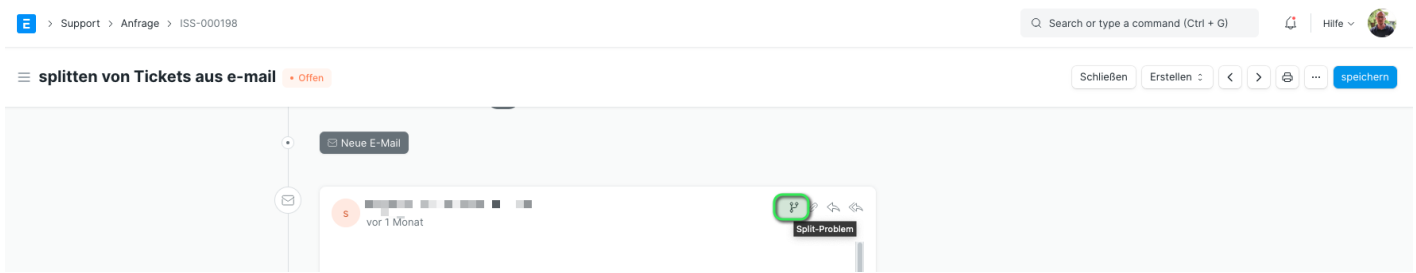 E > Support > Anfrage > ISS-000198
Search or type a command (Ctrl + G)
Hilfe
splitten von Tickets aus e-mail • Offen
Schließen Erstellen ... speichern
Neue E-Mail
S
vor 1 Monat
Split-Problem